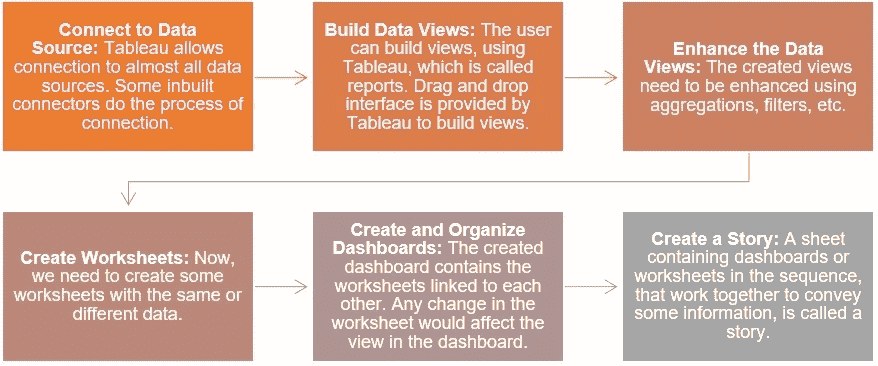 Connect to Data
Source: Tableau allows
connection to almost all data
sources. Some inbuilt
connectors do the process of
connection.
Build Data Views: The user
can build views, using
Tableau, which is called
reports. Drag and drop
interface is provided by
Tableau to build views.
Enhance the Data
Views: The created views
need to be enhanced using
aggregations, filters, etc.
Create Worksheets: Now,
we need to create some
worksheets with the same or
different data.
Create and Organize
Dashboards: The created
dashboard contains the
worksheets linked to each
other. Any change in the
worksheet would affect the
view in the dashboard.
Create a Story: A sheet
containing dashboards or
worksheets in the sequence,
that work together to convey
some information, is called a
story.